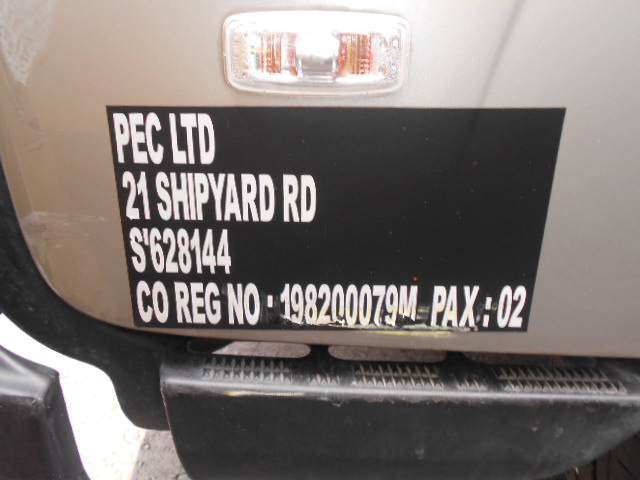 PEC LTD
21 SHIPYARD RD
S'628144
CO REG NO : 198200079M PAX : 02